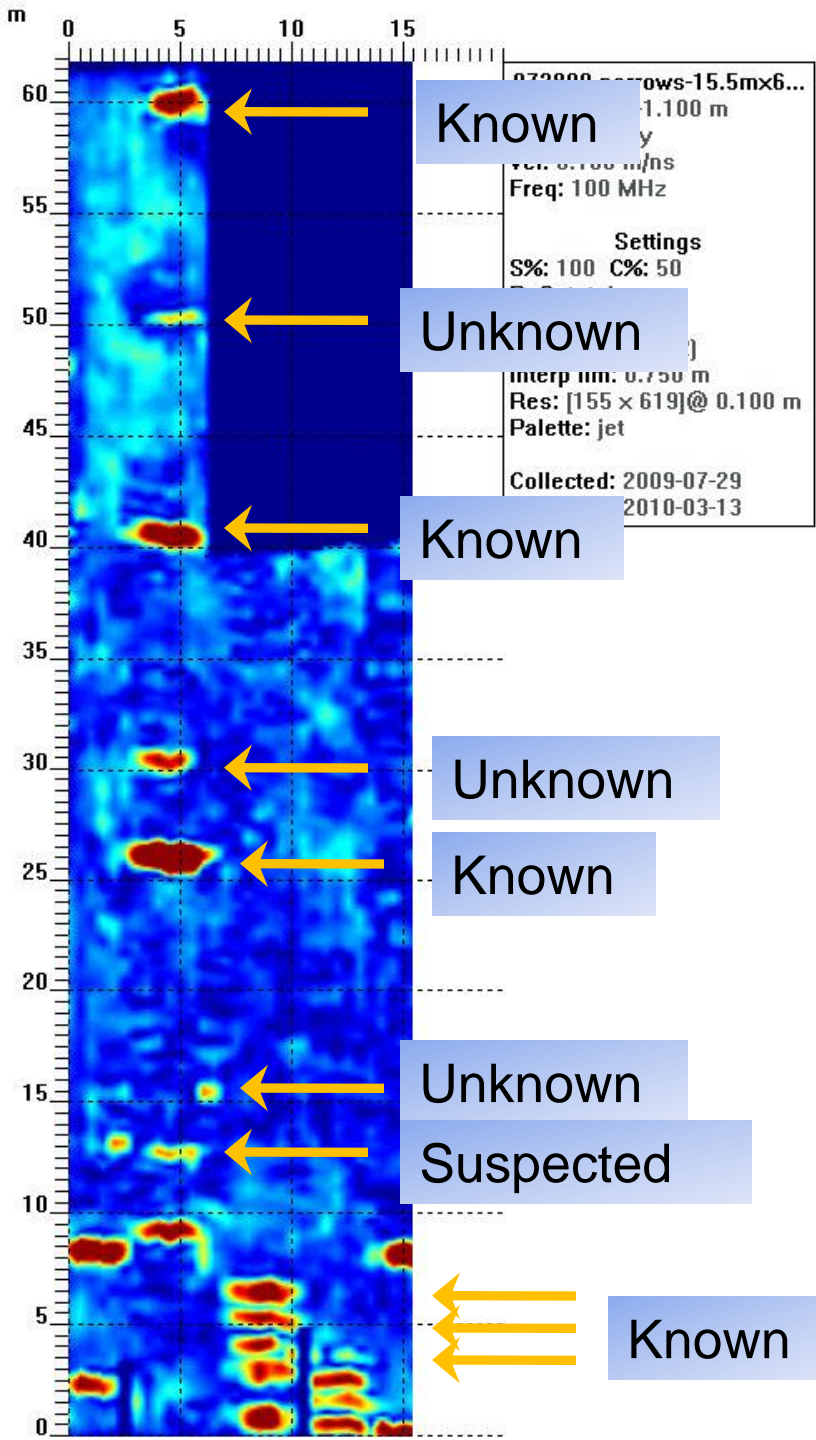 m
0 5 10 15
60
Known
1.100 m
y
m/ns
Freq: 100 MHz
55
Settings
S%: 100 C%: 50
50
Unknown
0.750 m
Res: [155 x 619]@ 0.100 m
45
Palette: jet
Collected: 2009-07-29
2010-03-13
40
Known
35
30
Unknown
25
Known
20
15
Unknown
Suspected
10
5
Known
0